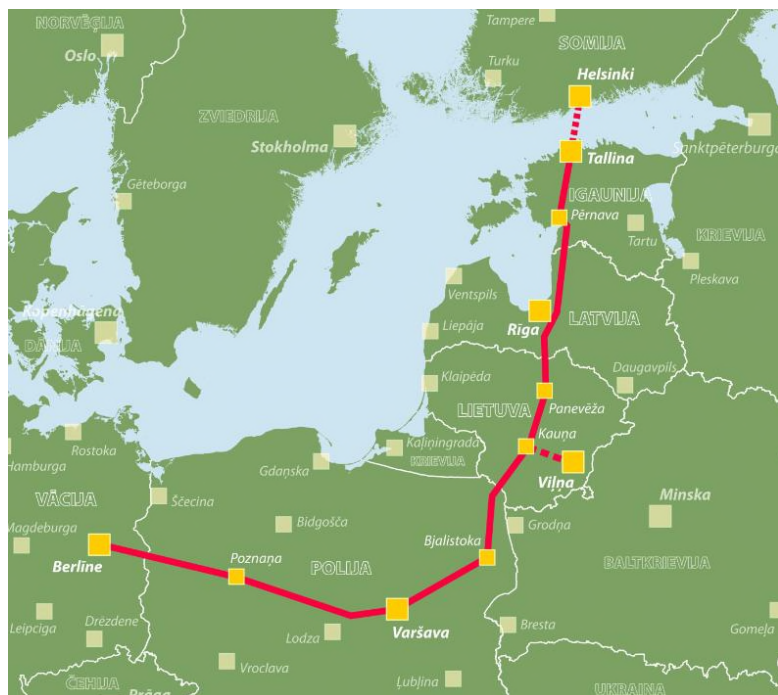 Tampere
NORVĒĢIJA
SOMIJA
Oslo
Turku
Helsinki
ZVIEDRIJA
Stokholma
Sanktpēterburga
Tallina
Gēteborga
IGAUNIJA
Pērnava
Tartu
KRIEVIJA
Pleskava
Ventspils
Kopenhāgena
Rīga
LATVIJA
Liepāja
DĀNIJA
Klaipēda
Daugavpils
LIETUVA
Panevēža
Rostoka
Kauņa
Kaļiņingrada
KRIEVIJA
Hamburga
Gdaņska
Viļņa
VĀCIJA
Ščecina
Minska
Magdeburga
Bidgošča
Grodņa
Bjalistoka
Berlīne
Poznaņa
POLIJA
BALTKRIEVIJA
Leipciga
Drēzdene
Lodza
Varšava
Bresta
Gomeļa
Vroclava
Ļubļina
ČEHIJA
Prāga
UKRAINA